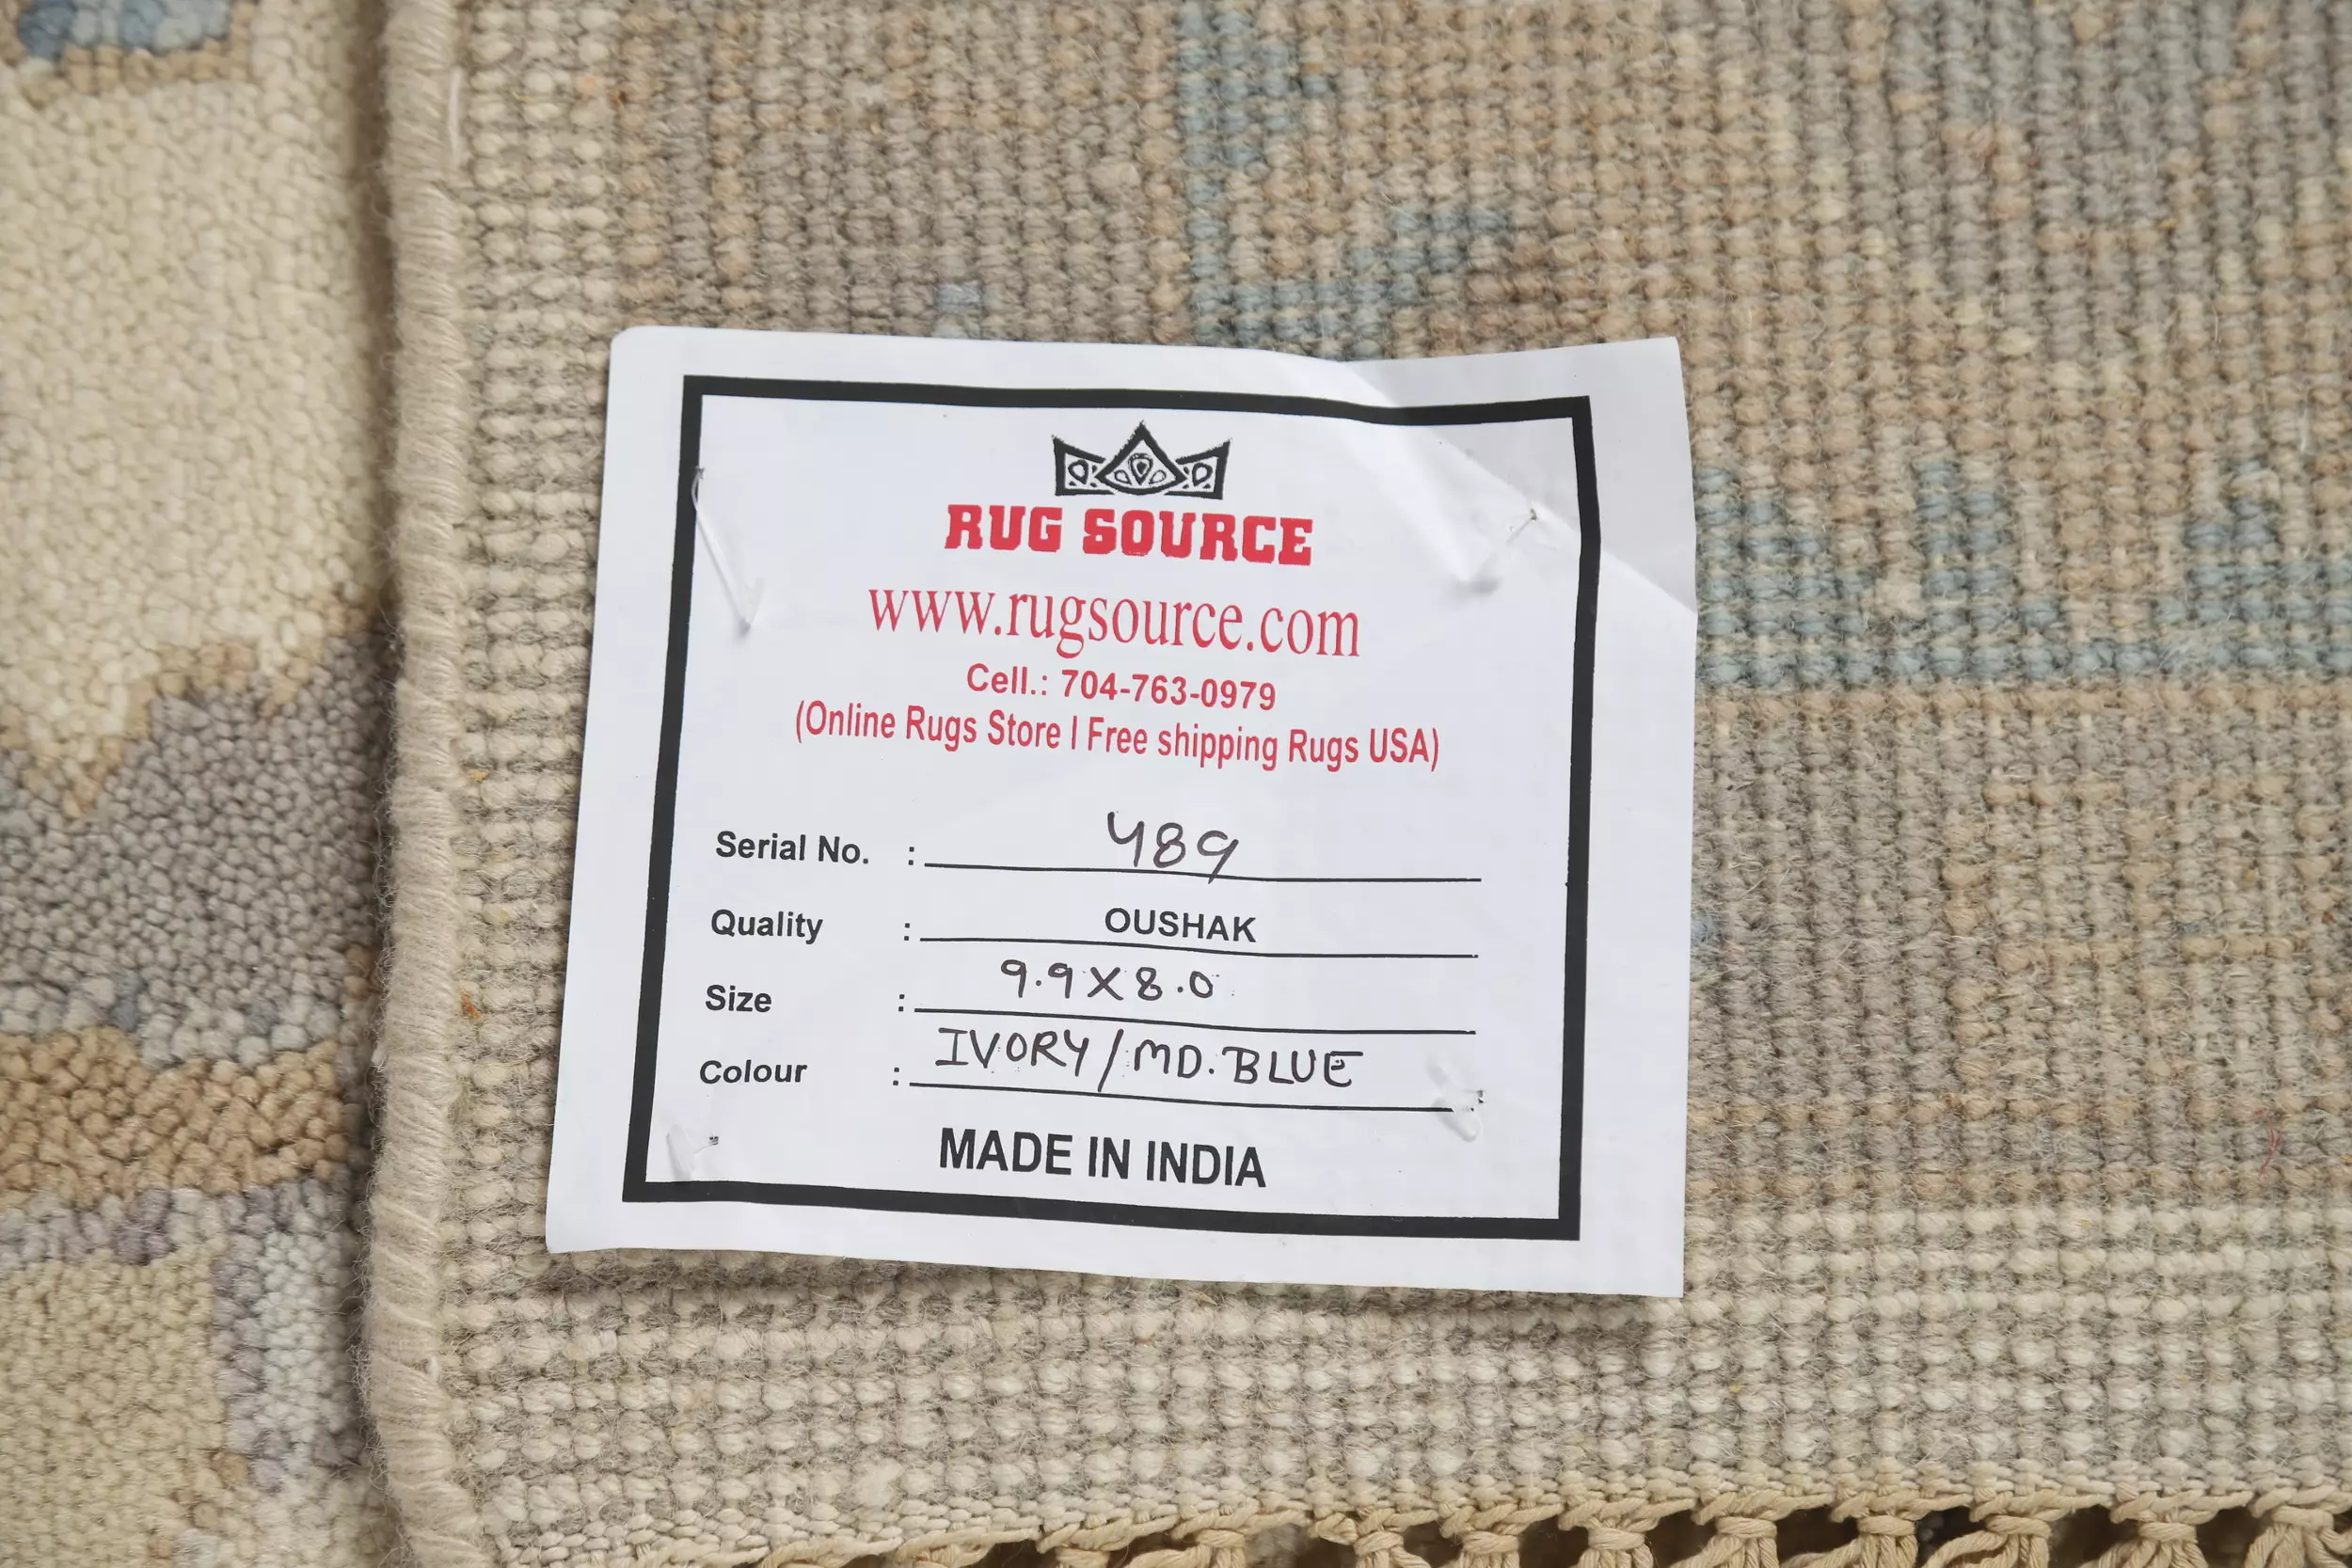 RUG SOURCE
www.rugsource.com
Cell.: 704-763-0979
(Online Rugs Store | Free shipping Rugs USA)
Serial No. : 489
Quality : OUSHAK
Size : 9.9X8.0
Colour : IVORY/MD.BLUE
MADE IN INDIA